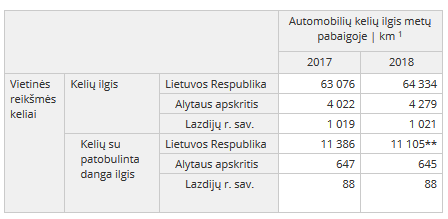 Automobilių kelių ilgis metų
pabaigoje | km ¹
2017 2018
Vietinės reikšmės keliai Kelių ilgis Lietuvos Respublika 63 076 64 334
Alytaus apskritis 4 022 4 279
Lazdijų r. sav. 1 019 1 021
Kelių su patobulinta danga ilgis Lietuvos Respublika 11 386 11 105**
Alytaus apskritis 647 645
Lazdijų r. sav. 88 88